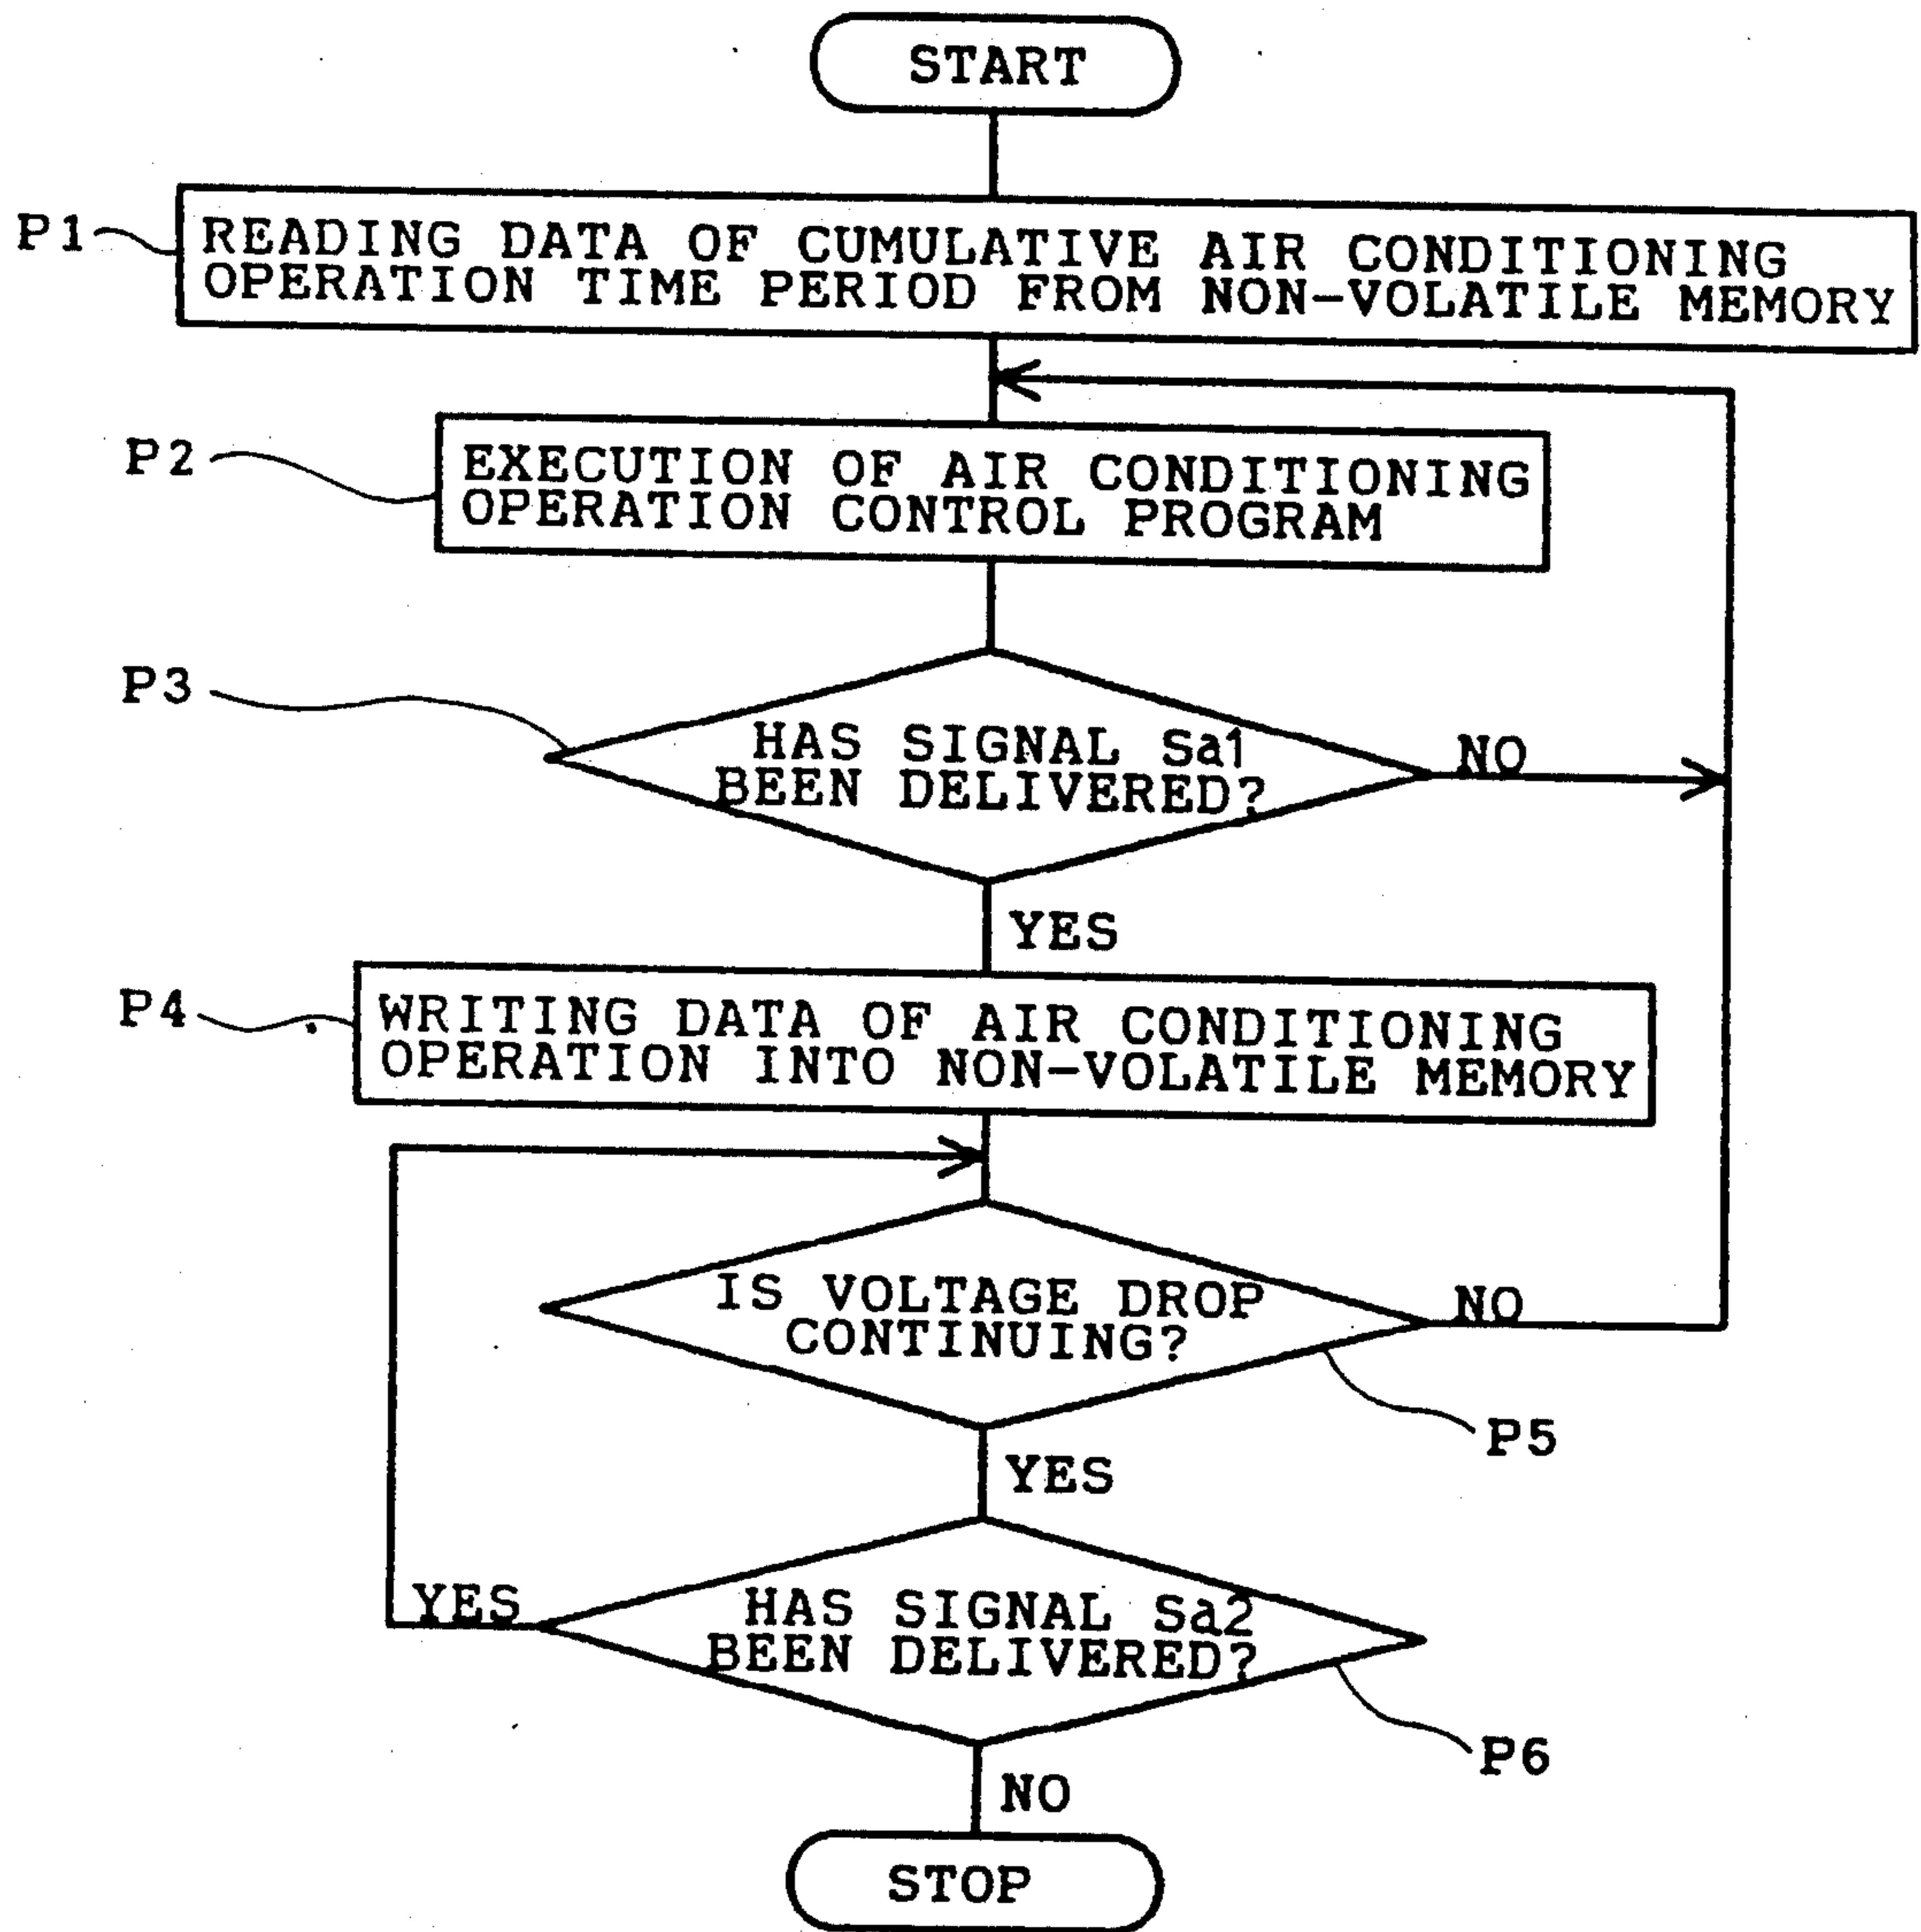 START
P1
READING DATA OF CUMULATIVE AIR CONDITIONING
OPERATION TIME PERIOD FROM NON-VOLATILE MEMORY
P2
EXECUTION OF AIR CONDITIONING
OPERATION CONTROL PROGRAM
P3
HAS SIGNAL Sa1
BEEN DELIVERED?
NO
YES
P4
WRITING DATA OF AIR CONDITIONING
OPERATION INTO NON-VOLATILE MEMORY
IS VOLTAGE DROP
CONTINUING?
NO
P5
YES
YES
HAS SIGNAL Sa2
BEEN DELIVERED?
P6
NO
STOP